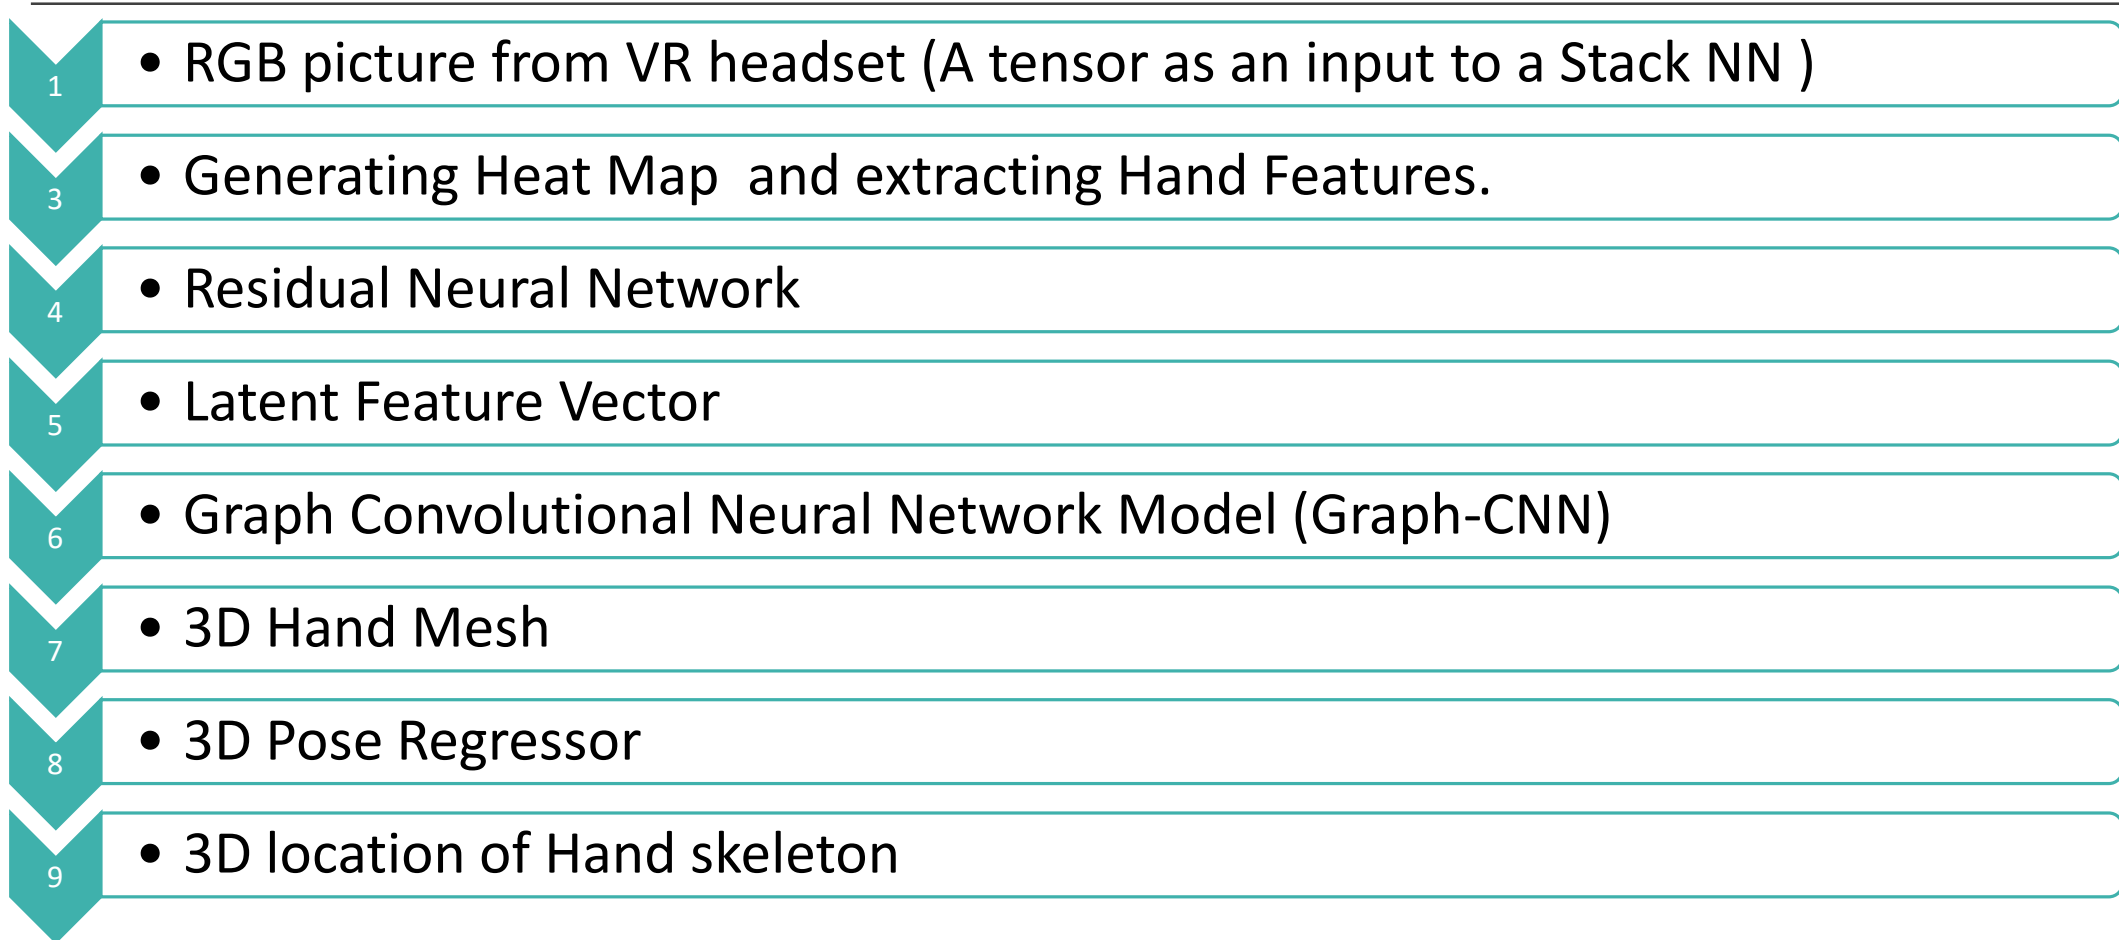 1 • RGB picture from VR headset (A tensor as an input to a Stack NN )
3 • Generating Heat Map  and extracting Hand Features.
4 • Residual Neural Network
5 • Latent Feature Vector
6 • Graph Convolutional Neural Network Model (Graph-CNN)
7 • 3D Hand Mesh
8 • 3D Pose Regressor
9 • 3D location of Hand skeleton